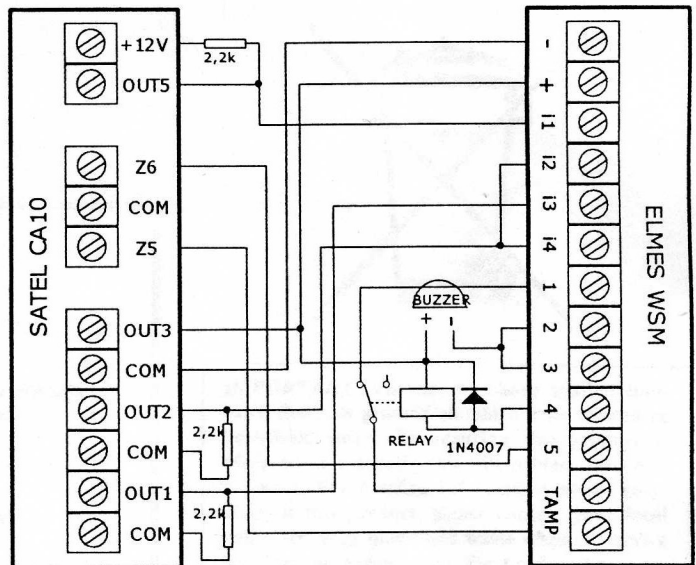 SATEL CA10
+12V
OUT5
Z6
COM
Z5
OUT3
COM
OUT2
COM
OUT1
COM
2,2k
2,2k
2,2k
BUZZER
+ -
RELAY
1N4007
-
+
i1
i2
i3
i4
1
2
3
4
5
TAMP
ELMES WSM